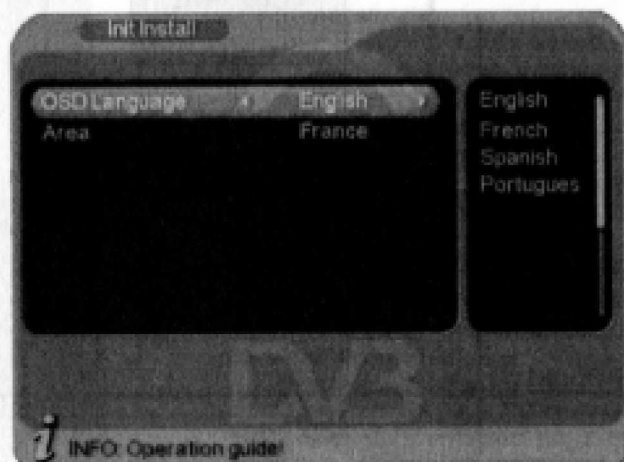 Init Install
OSD Language English
Area France
English
French
Spanish
Portugues
DVB
INFO: Operation guide!